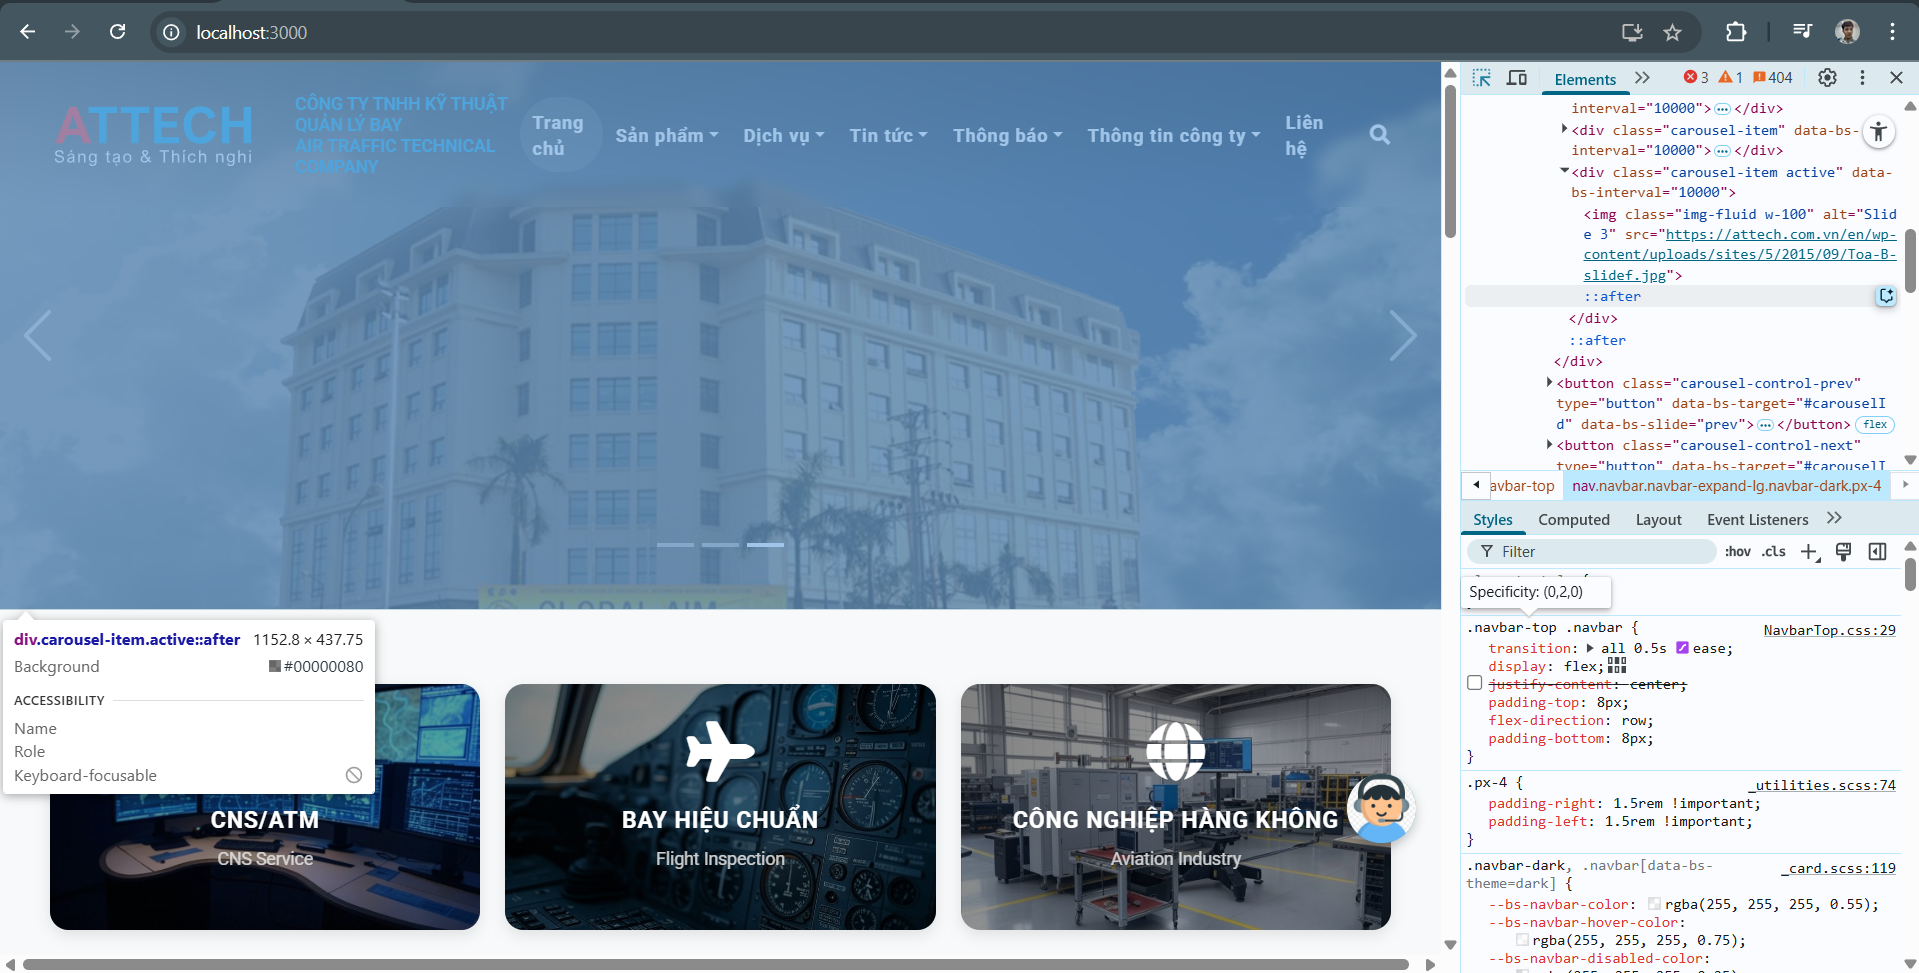 localhost:3000
ATTECH
Sáng tạo & Thích nghi
CÔNG TY TNHH KỸ THUẬT
QUẢN LÝ BAY
AIR TRAFFIC TECHNICAL
COMPANY
Trang
chủ
Sản phẩm
Dịch vụ
Tin tức
Thông báo
Thông tin công ty
Liên
hệ
GLOBAL AIM
div.carousel-item.active::after 1152.8 × 437.75
Background #00000080
ACCESSIBILITY
Name
Role
Keyboard-focusable
CNS/ATM
CNS Service
BAY HIỆU CHUẨN
Flight Inspection
CÔNG NGHIỆP HÀNG KHÔNG
Aviation Industry
Elements 3 1 404
interval="10000"> </div>
<div class="carousel-item" data-bs-
interval="10000"> </div>
<div class="carousel-item active" data-
bs-interval="10000">
<img class="img-fluid w-100" alt="Slid
e 3" src="https://attech.com.vn/en/wp-
content/uploads/sites/5/2015/09/Toa-B-
slidef.jpg">
::after
</div>
::after
</div>
<button class="carousel-control-prev"
type="button" data-bs-target="#carouselI
d" data-bs-slide="prev"> </button> flex
<button class="carousel-control-next"
type="button" data-bs-target="#carouselI
avbar-top nav.navbar.navbar-expand-lg.navbar-dark.px-4
Styles Computed Layout Event Listeners
Filter :hov .cls
Specificity: (0,2,0)
.navbar-top .navbar { NavbarTop.css:29
transition: all 0.5s ease;
display: flex;
justify-content: center;
padding-top: 8px;
flex-direction: row;
padding-bottom: 8px;
}
.px-4 { _utilities.scss:74
padding-right: 1.5rem !important;
padding-left: 1.5rem !important;
}
.navbar-dark, .navbar[data-bs- _card.scss:119
theme=dark] {
--bs-navbar-color: rgba(255, 255, 255, 0.55);
--bs-navbar-hover-color:
rgba(255, 255, 255, 0.75);
--bs-navbar-disabled-color: